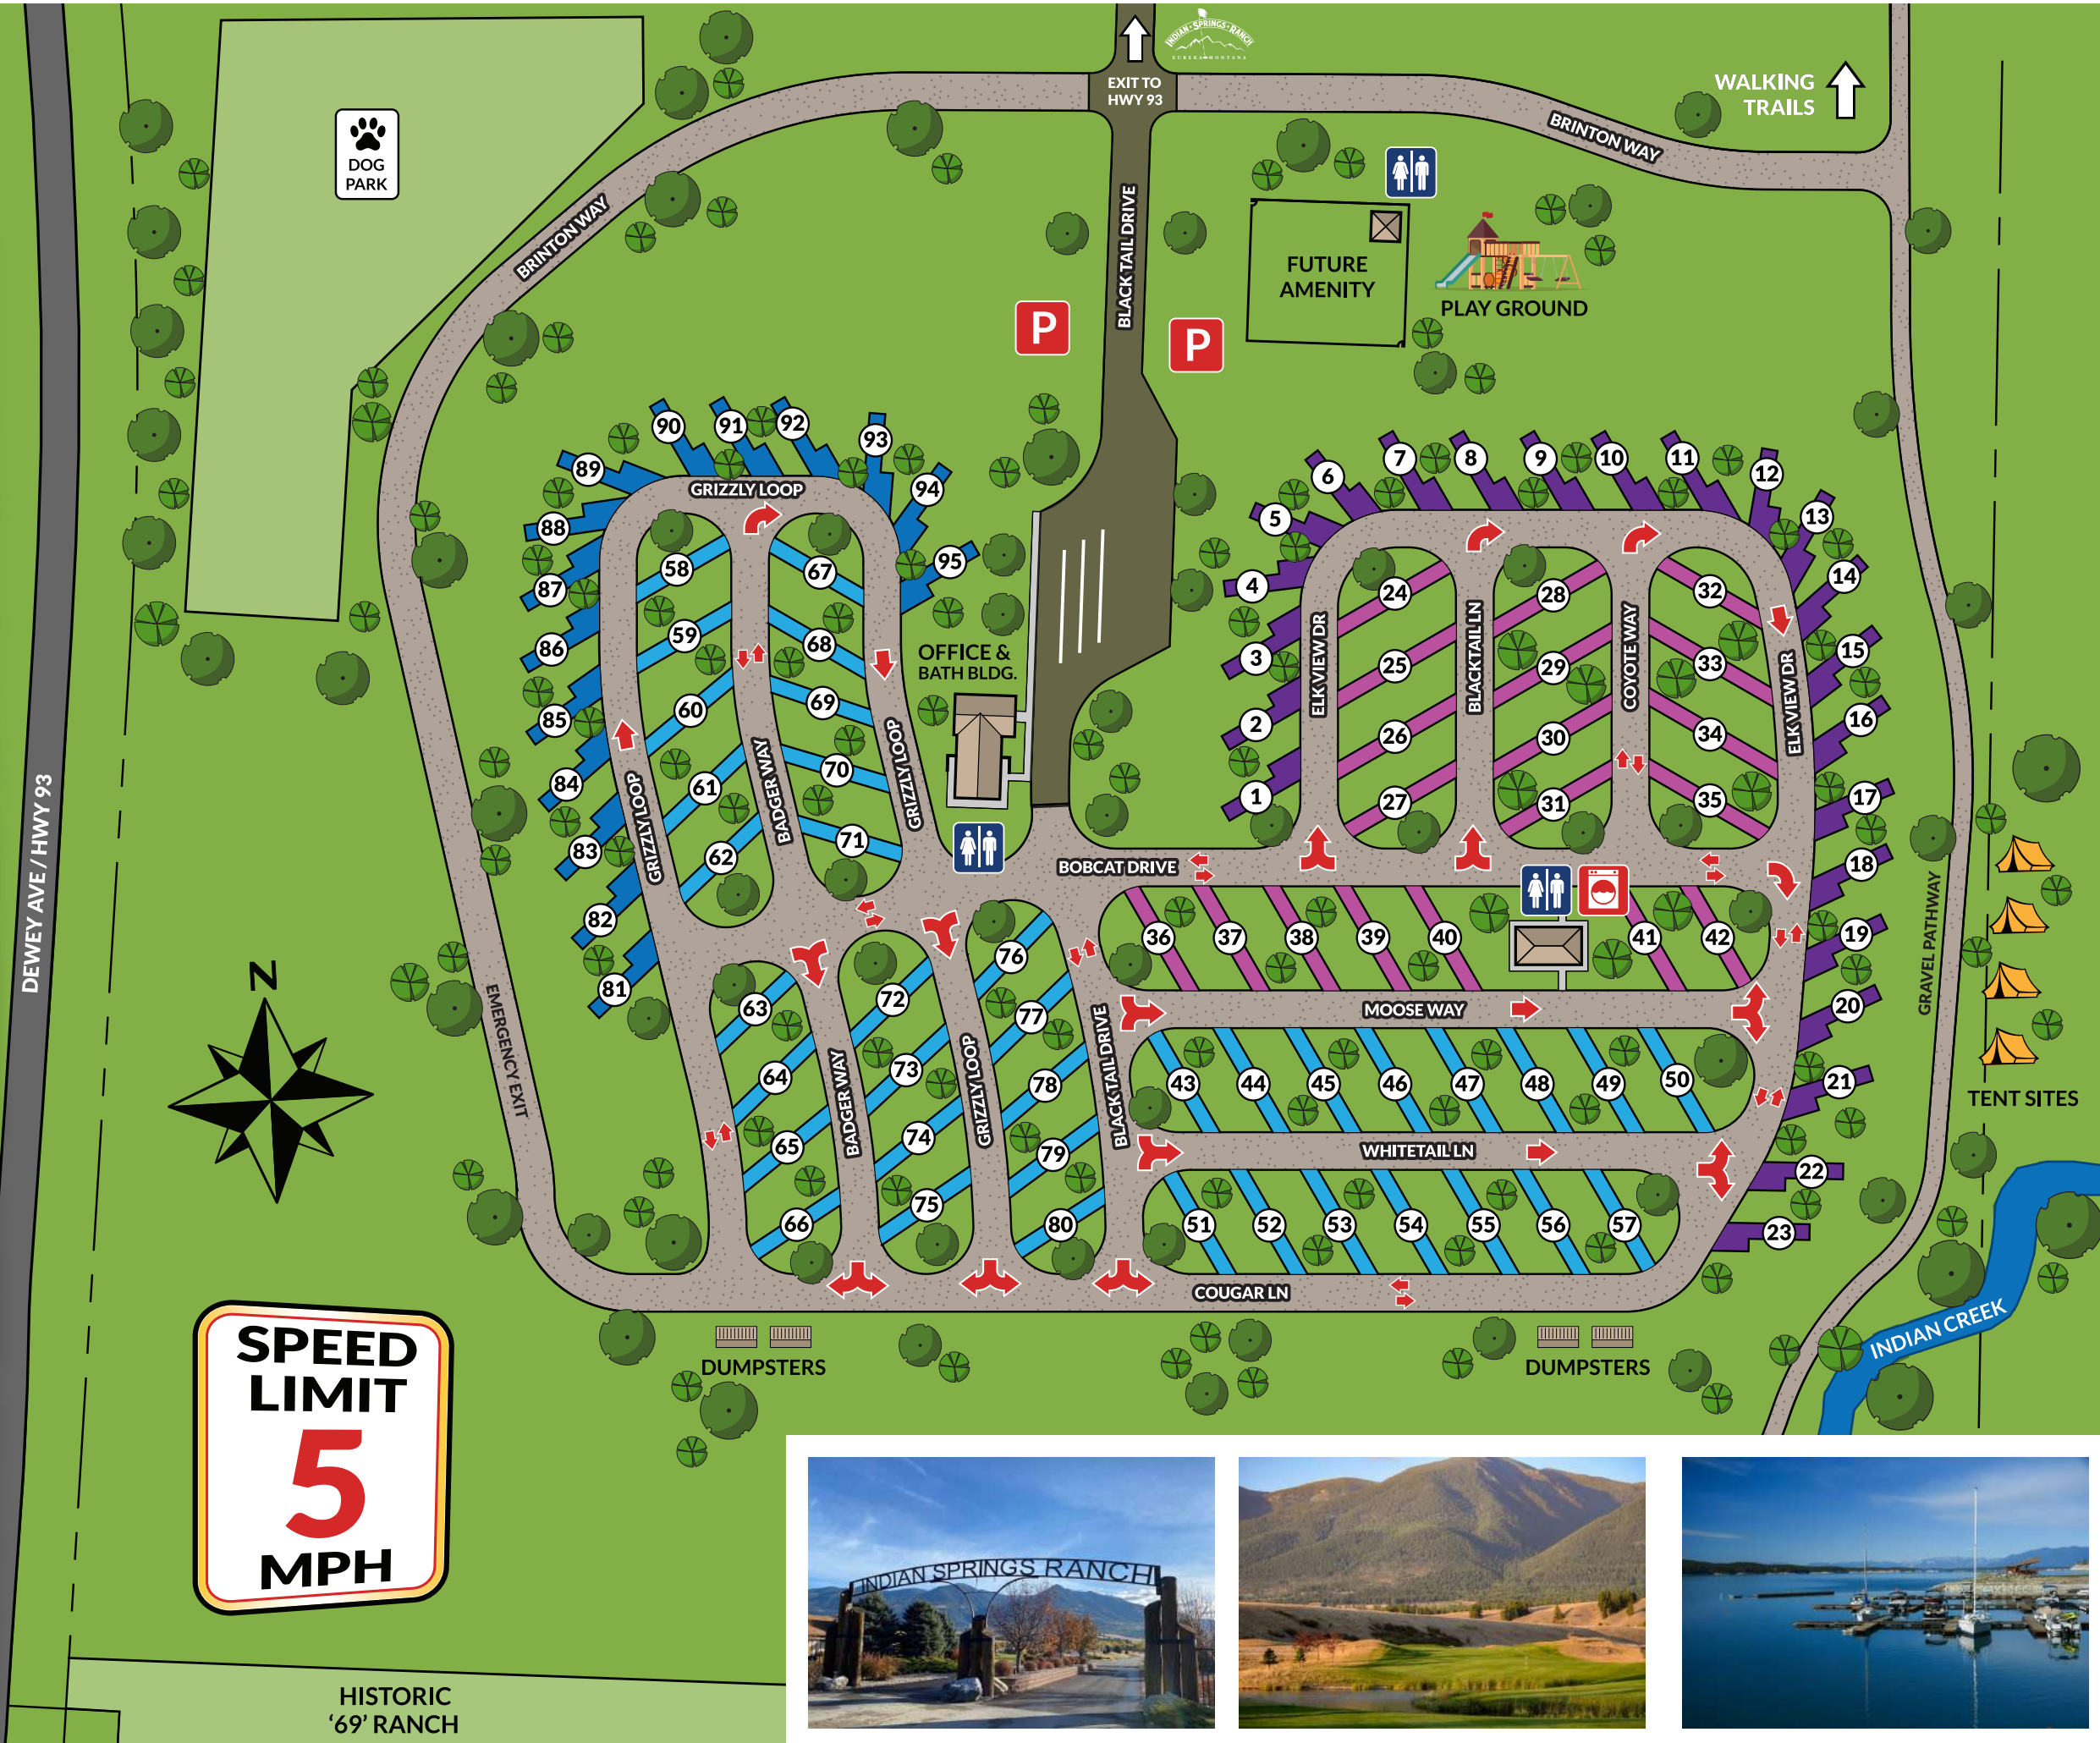 INDIAN·SPRINGS·RANCH
EUREKA MONTANA
EXIT TO
HWY 93
WALKING
TRAILS
BRINTON WAY
DOG
PARK
BRINTON WAY
BLACK TAIL DRIVE
FUTURE
AMENITY
PLAY GROUND
P
P
90
91
92
93
89
94
88
95
87
86
85
84
83
82
81
GRIZZLY LOOP
58
67
59
68
60
69
61
70
62
71
GRIZZLY LOOP
BADGER WAY
GRIZZLY LOOP
OFFICE &
BATH BLDG.
6
7
8
9
10
11
12
5
13
4
14
3
15
2
16
1
17
18
19
20
21
22
23
ELK VIEW DR
BLACKTAIL LN
COYOTE WAY
ELK VIEW DR
24
28
32
25
29
33
26
30
34
27
31
35
BOBCAT DRIVE
36
37
38
39
40
41
42
MOOSE WAY
43
44
45
46
47
48
49
50
WHITETAIL LN
51
52
53
54
55
56
57
COUGAR LN
63
72
76
64
73
77
65
74
78
66
75
79
80
BADGER WAY
GRIZZLY LOOP
BLACK TAIL DRIVE
EMERGENCY EXIT
DEWEY AVE / HWY 93
N
GRAVEL PATHWAY
TENT SITES
INDIAN CREEK
DUMPSTERS
DUMPSTERS
SPEED
LIMIT
5
MPH
HISTORIC
‘69’ RANCH
INDIAN SPRINGS RANCH